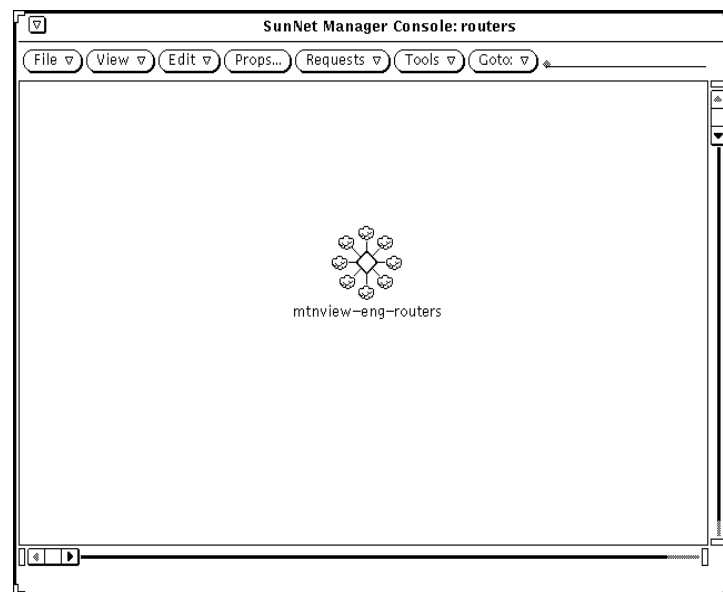 SunNet Manager Console: routers
File View Edit Props... Requests Tools Goto:
mtnview-eng-routers